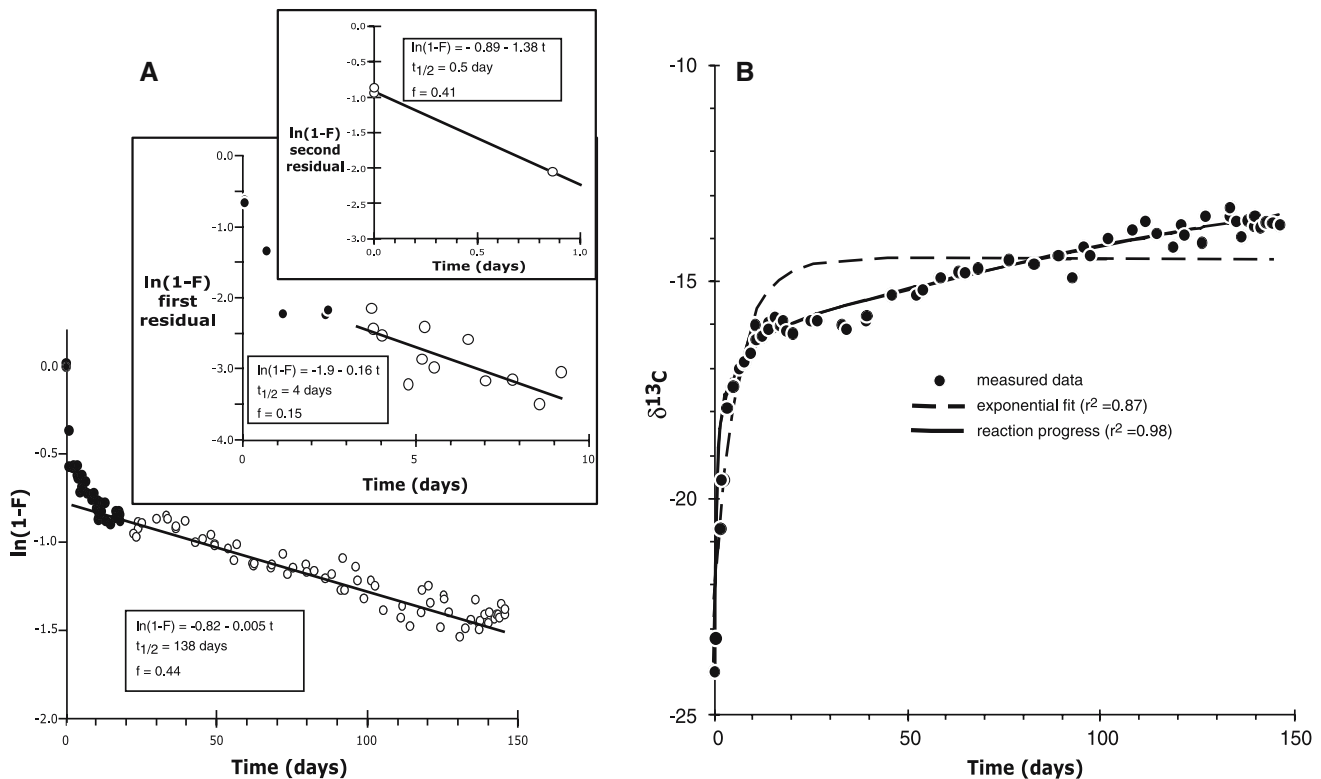 A
0.0
-0.5
-1.0
-1.5
-2.0
-2.5
-3.0
ln(1-F)
second
residual
ln(1-F) = - 0.89 - 1.38 t
t1/2 = 0.5 day
f = 0.41
0.0
0.5
1.0
Time (days)
0.0
-1.0
-2.0
-3.0
-4.0
ln(1-F)
first
residual
ln(1-F) = -1.9 - 0.16 t
t1/2 = 4 days
f = 0.15
5
10
Time (days)
0.0
-0.5
-1.0
-1.5
-2.0
ln(1-F)
ln(1-F) = -0.82 - 0.005 t
t1/2 = 138 days
f = 0.44
0
50
100
150
Time (days)
B
-10
-15
-20
-25
δ13C
measured data
exponential fit (r2 =0.87)
reaction progress (r2 =0.98)
0
50
100
150
Time (days)